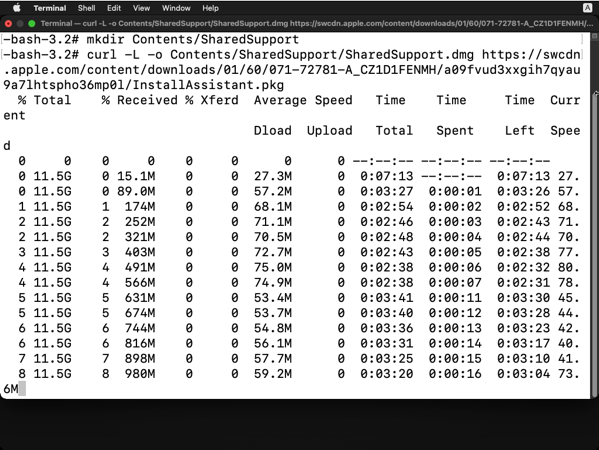 Terminal Shell Edit View Window Help A
Terminal — curl -L -o Contents/SharedSupport/SharedSupport.dmg https://swcdn.apple.com/content/downloads/01/60/071-72781-A_CZ1D1FENMH/...
-bash-3.2# mkdir Contents/SharedSupport
-bash-3.2# curl -L -o Contents/SharedSupport/SharedSupport.dmg https://swcdn
.apple.com/content/downloads/01/60/071-72781-A_CZ1D1FENMH/a09fvud3xxgih7qyau
9a7lhtspho36mp0l/InstallAssistant.pkg
% Total % Received % Xferd Average Speed Time Time Time Curr
ent
Dload Upload Total Spent Left Spee
d
0 0 0 0 0 0 0 0 --:--:-- --:--:-- --:--:--
0 11.5G 0 15.1M 0 0 27.3M 0 0:07:13 --:--:-- 0:07:13 27.
0 11.5G 0 89.0M 0 0 57.2M 0 0:03:27 0:00:01 0:03:26 57.
1 11.5G 1 174M 0 0 68.1M 0 0:02:54 0:00:02 0:02:52 68.
2 11.5G 2 252M 0 0 71.1M 0 0:02:46 0:00:03 0:02:43 71.
2 11.5G 2 321M 0 0 70.5M 0 0:02:48 0:00:04 0:02:44 70.
3 11.5G 3 403M 0 0 72.7M 0 0:02:43 0:00:05 0:02:38 77.
4 11.5G 4 491M 0 0 75.0M 0 0:02:38 0:00:06 0:02:32 80.
4 11.5G 4 566M 0 0 74.9M 0 0:02:38 0:00:07 0:02:31 78.
5 11.5G 5 631M 0 0 53.4M 0 0:03:41 0:00:11 0:03:30 45.
5 11.5G 5 674M 0 0 53.7M 0 0:03:40 0:00:12 0:03:28 44.
6 11.5G 6 744M 0 0 54.8M 0 0:03:36 0:00:13 0:03:23 42.
6 11.5G 6 816M 0 0 56.1M 0 0:03:31 0:00:14 0:03:17 40.
7 11.5G 7 898M 0 0 57.7M 0 0:03:25 0:00:15 0:03:10 41.
8 11.5G 8 980M 0 0 59.2M 0 0:03:20 0:00:16 0:03:04 73.
6M